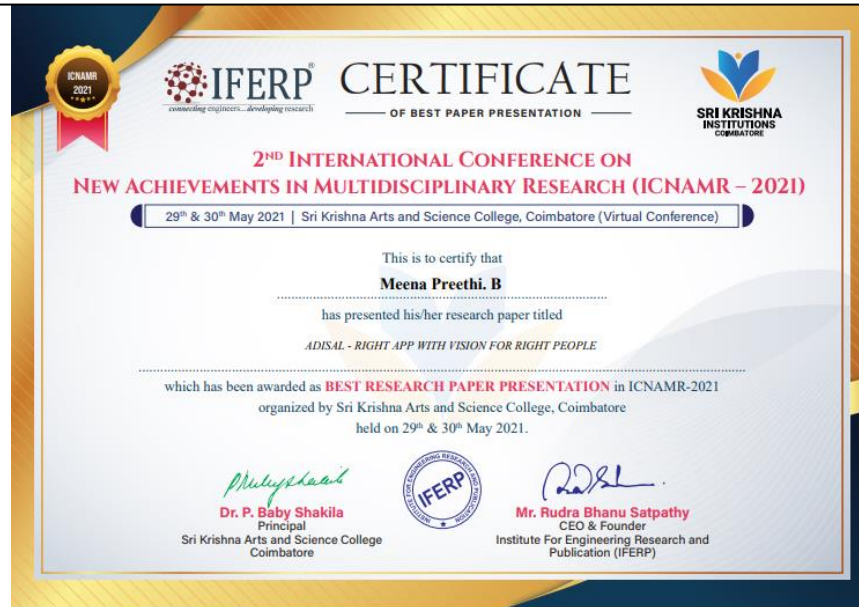 ICNAMR
2021
IFERP®
connecting engineers...developing research
CERTIFICATE
OF BEST PAPER PRESENTATION
SRI KRISHNA
INSTITUTIONS
COIMBATORE
2ND INTERNATIONAL CONFERENCE ON
NEW ACHIEVEMENTS IN MULTIDISCIPLINARY RESEARCH (ICNAMR – 2021)
29th & 30th May 2021 | Sri Krishna Arts and Science College, Coimbatore (Virtual Conference)
This is to certify that
Meena Preethi. B
has presented his/her research paper titled
ADISAL - RIGHT APP WITH VISION FOR RIGHT PEOPLE
which has been awarded as BEST RESEARCH PAPER PRESENTATION in ICNAMR-2021
organized by Sri Krishna Arts and Science College, Coimbatore
held on 29th & 30th May 2021.
Dr. P. Baby Shakila
Principal
Sri Krishna Arts and Science College
Coimbatore
INSTITUTE FOR ENGINEERING RESEARCH AND PUBLICATION
IFERP
Mr. Rudra Bhanu Satpathy
CEO & Founder
Institute For Engineering Research and
Publication (IFERP)